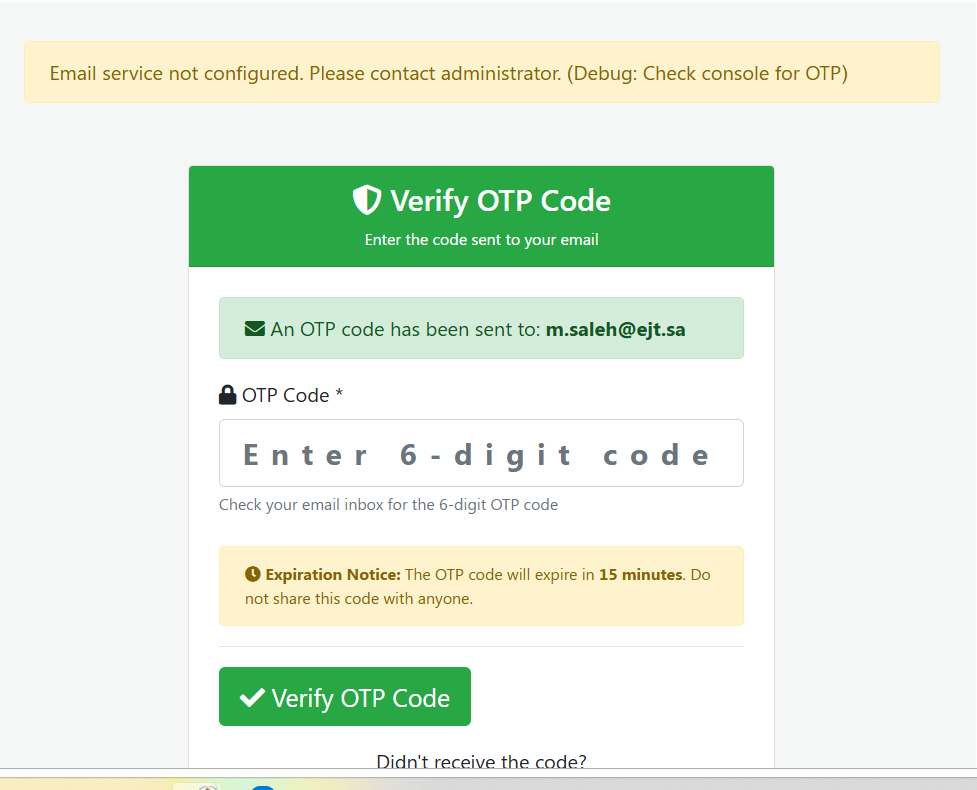 Email service not configured. Please contact administrator. (Debug: Check console for OTP)
Verify OTP Code
Enter the code sent to your email
An OTP code has been sent to: m.saleh@ejt.sa
OTP Code *
Enter 6-digit code
Check your email inbox for the 6-digit OTP code
Expiration Notice: The OTP code will expire in 15 minutes. Do
not share this code with anyone.
Verify OTP Code
Didn't receive the code?